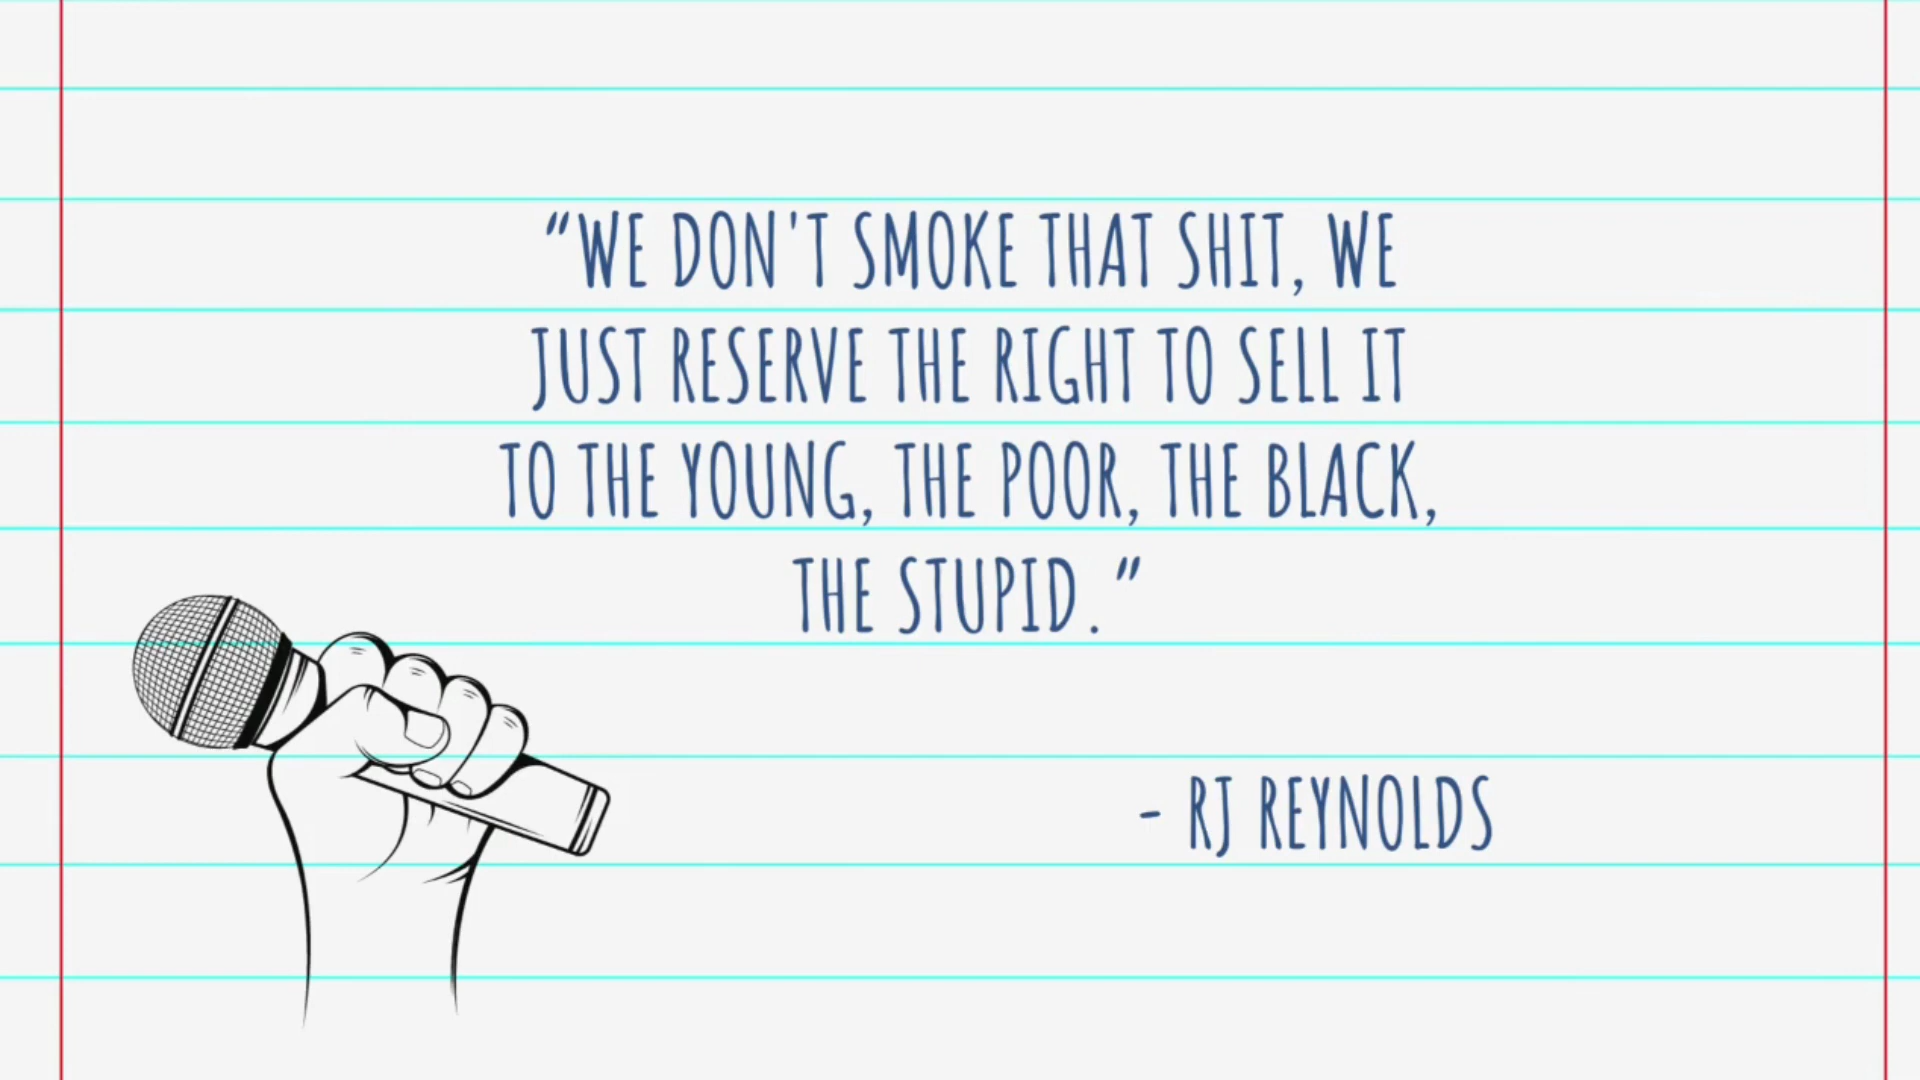 “WE DON'T SMOKE THAT SHIT, WE
JUST RESERVE THE RIGHT TO SELL IT
TO THE YOUNG, THE POOR, THE BLACK,
THE STUPID.”
- RJ REYNOLDS